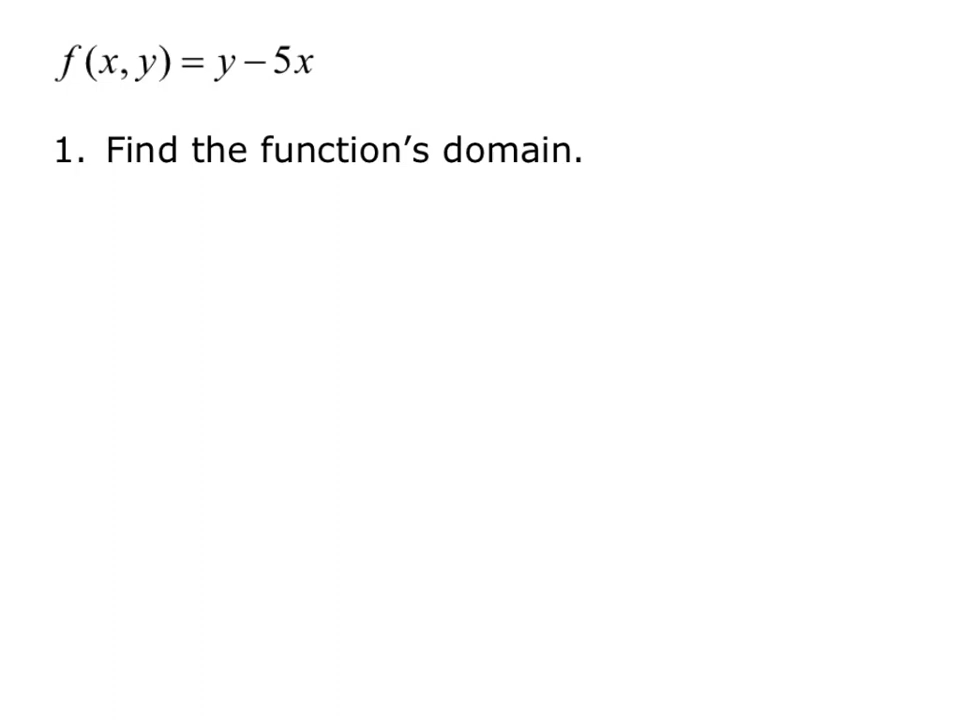 f(x, y) = y − 5x
1. Find the function’s domain.